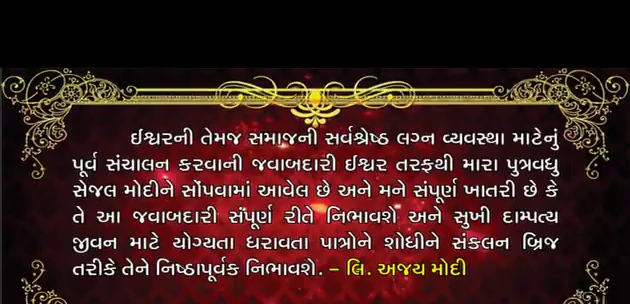 ઈશ્વરની તેમજ સમાજની સર્વશ્રેષ્ઠ લગ્ન વ્યવસ્થા માટેનું
પૂર્વ સંચાલન કરવાની જવાબદારી ઈશ્વર તરફથી મારા પુત્રવધુ
સેજલ મોદીને સોંપવામાં આવેલ છે અને મને સંપૂર્ણ ખાતરી છે કે
તે આ જવાબદારી સંપૂર્ણ રીતે નિભાવશે અને સુખી દામ્પત્ય
જીવન માટે યોગ્યતા ધરાવતા પાત્રોને શોધીને સંકલન બ્રિજ
તરીકે તેને નિષ્ઠાપૂર્વક નિભાવશે. – લિ. અજય મોદી